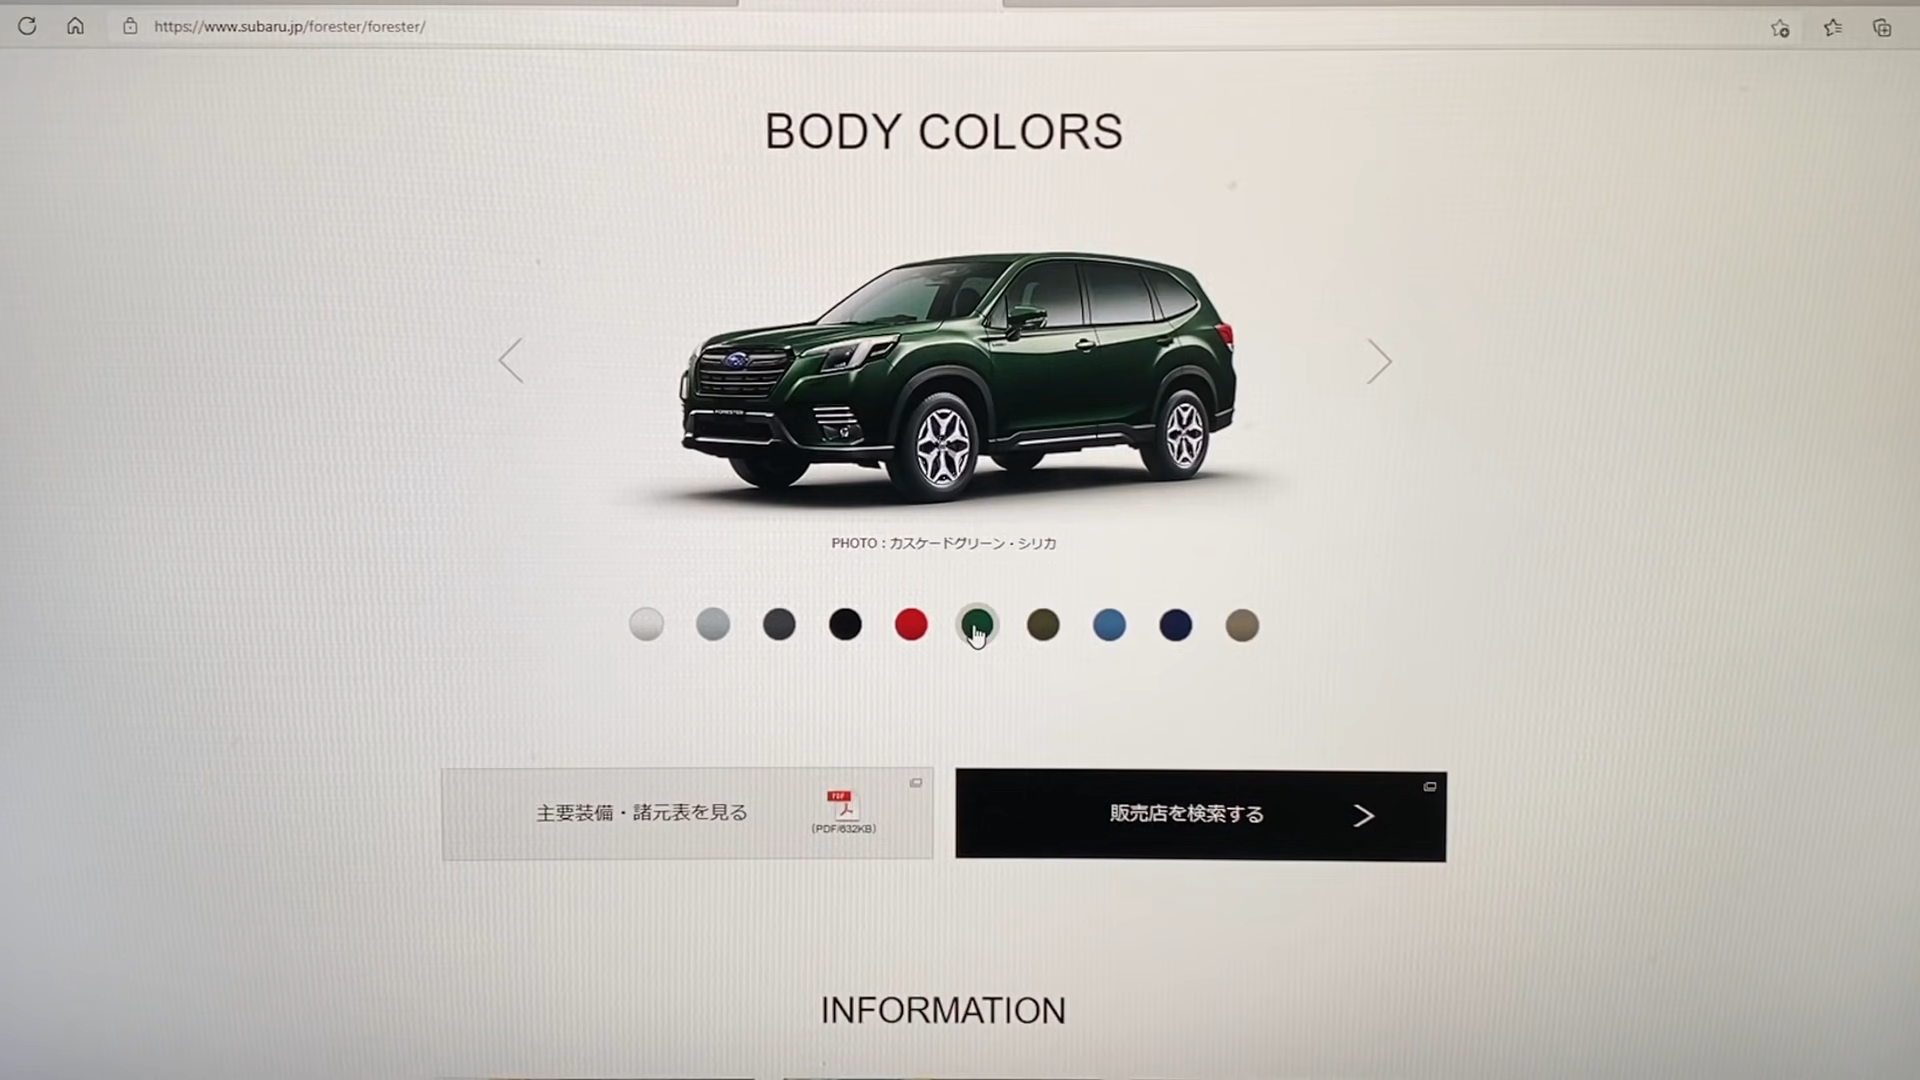 https://www.subaru.jp/forester/forester/
BODY COLORS
FORESTER
PHOTO：カスケードグリーン・シリカ
主要装備・諸元表を見る
PDF
(PDF/632KB)
販売店を検索する
INFORMATION